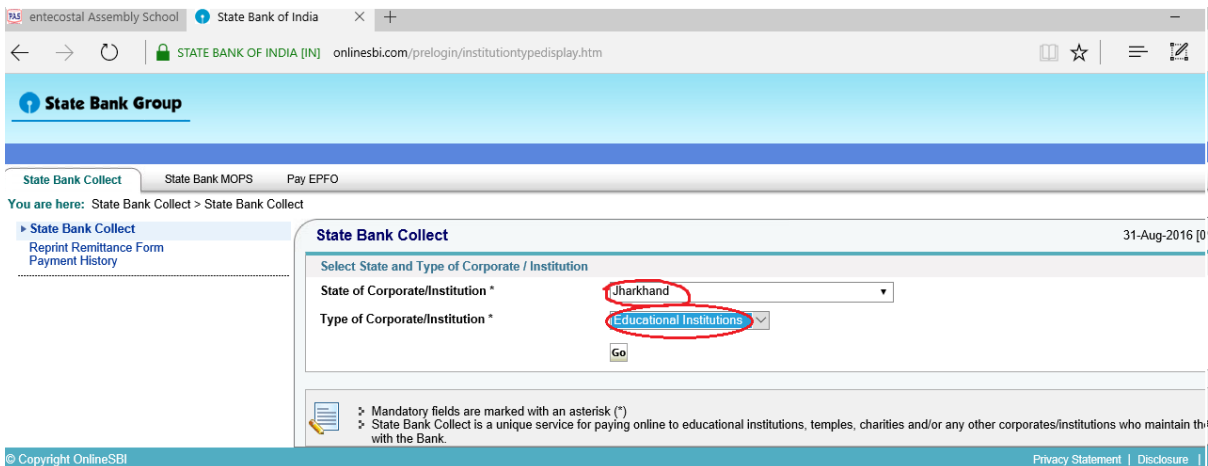 PAS entecostal Assembly School State Bank of India
STATE BANK OF INDIA [IN] onlinesbi.com/prelogin/institutiontypedisplay.htm
State Bank Group
State Bank Collect State Bank MOPS Pay EPFO
You are here: State Bank Collect > State Bank Collect
State Bank Collect
Reprint Remittance Form
Payment History
State Bank Collect 31-Aug-2016 [0
Select State and Type of Corporate / Institution
State of Corporate/Institution * Jharkhand
Type of Corporate/Institution * Educational Institutions
Go
Mandatory fields are marked with an asterisk (*)
State Bank Collect is a unique service for paying online to educational institutions, temples, charities and/or any other corporates/institutions who maintain th
with the Bank.
© Copyright OnlineSBI Privacy Statement | Disclosure |